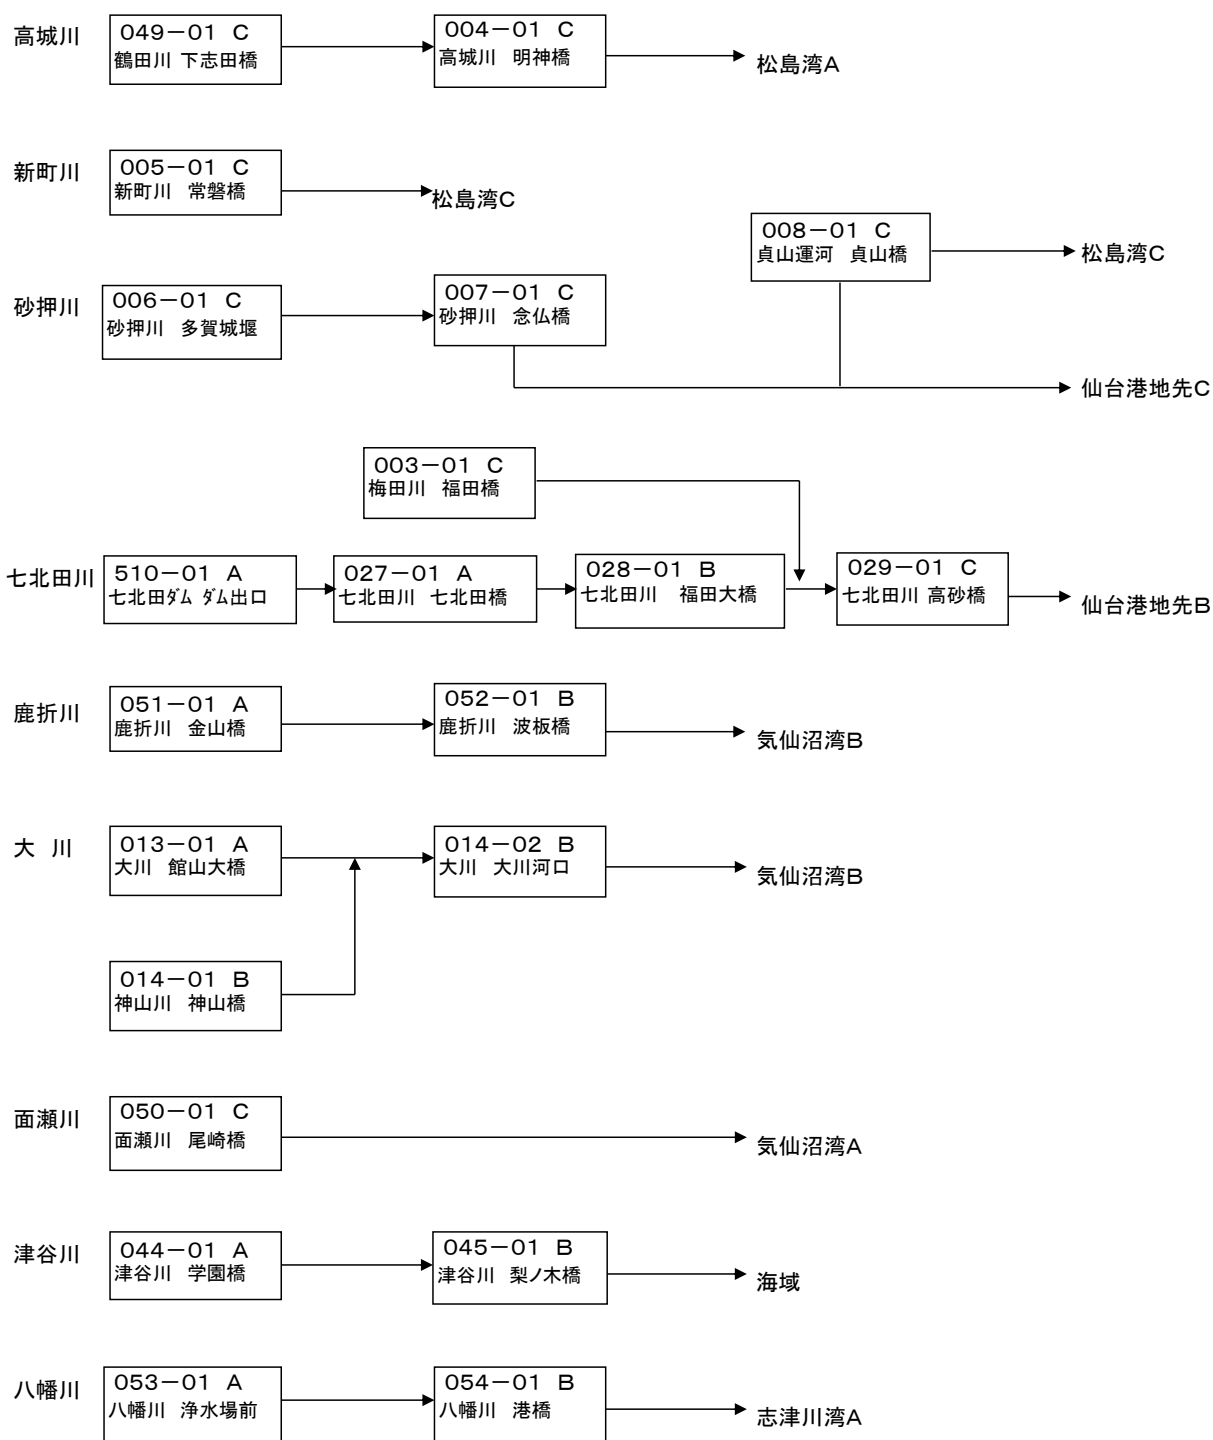 高城川
049－01 C
鶴田川 下志田橋
004－01 C
高城川 明神橋
松島湾A
新町川
005－01 C
新町川 常磐橋
松島湾C
008－01 C
貞山運河 貞山橋
松島湾C
砂押川
006－01 C
砂押川 多賀城堰
007－01 C
砂押川 念仏橋
仙台港地先C
003－01 C
梅田川 福田橋
七北田川
510－01 A
七北田ﾀﾞﾑ ﾀﾞﾑ出口
027－01 A
七北田川 七北田橋
028－01 B
七北田川 福田大橋
029－01 C
七北田川 高砂橋
仙台港地先B
鹿折川
051－01 A
鹿折川 金山橋
052－01 B
鹿折川 波板橋
気仙沼湾B
大 川
013－01 A
大川 館山大橋
014－02 B
大川 大川河口
気仙沼湾B
014－01 B
神山川 神山橋
面瀬川
050－01 C
面瀬川 尾崎橋
気仙沼湾A
津谷川
044－01 A
津谷川 学園橋
045－01 B
津谷川 梨ノ木橋
海域
八幡川
053－01 A
八幡川 浄水場前
054－01 B
八幡川 港橋
志津川湾A